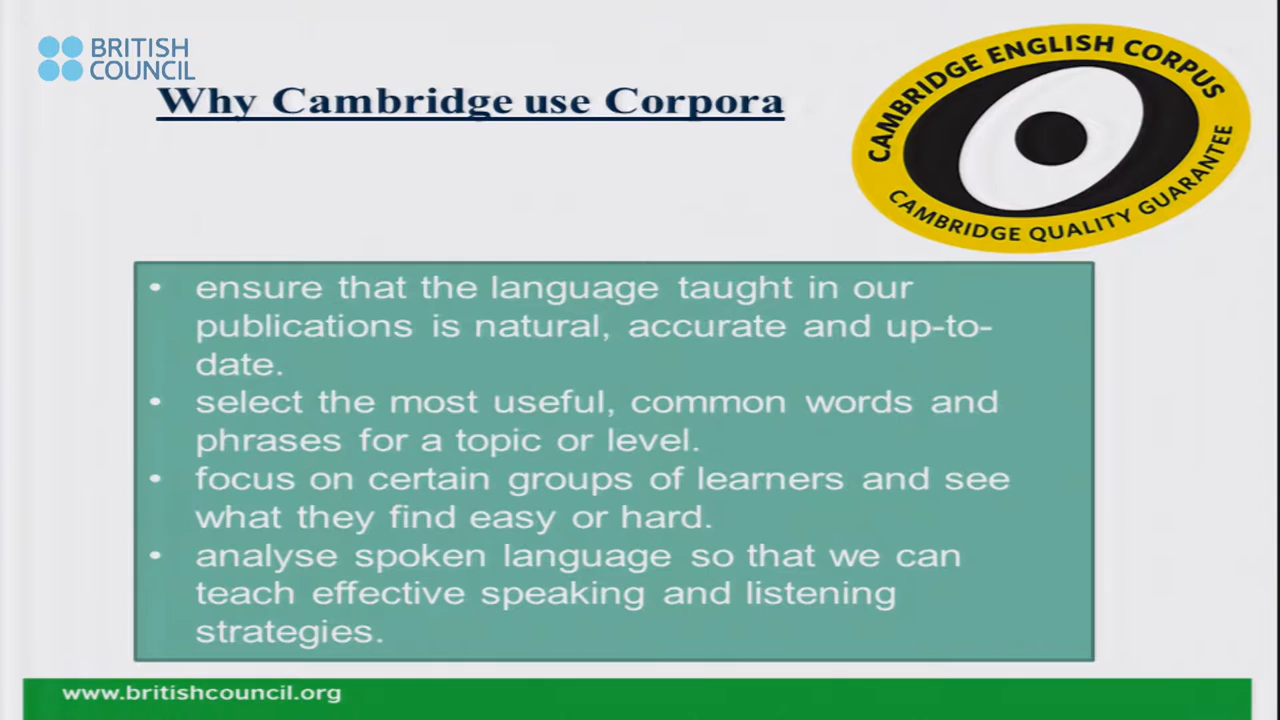 BRITISH
COUNCIL
Why Cambridge use Corpora
CAMBRIDGE ENGLISH CORPUS
CAMBRIDGE QUALITY GUARANTEE
• ensure that the language taught in our
publications is natural, accurate and up-to-
date.
• select the most useful, common words and
phrases for a topic or level.
• focus on certain groups of learners and see
what they find easy or hard.
• analyse spoken language so that we can
teach effective speaking and listening
strategies.
www.britishcouncil.org